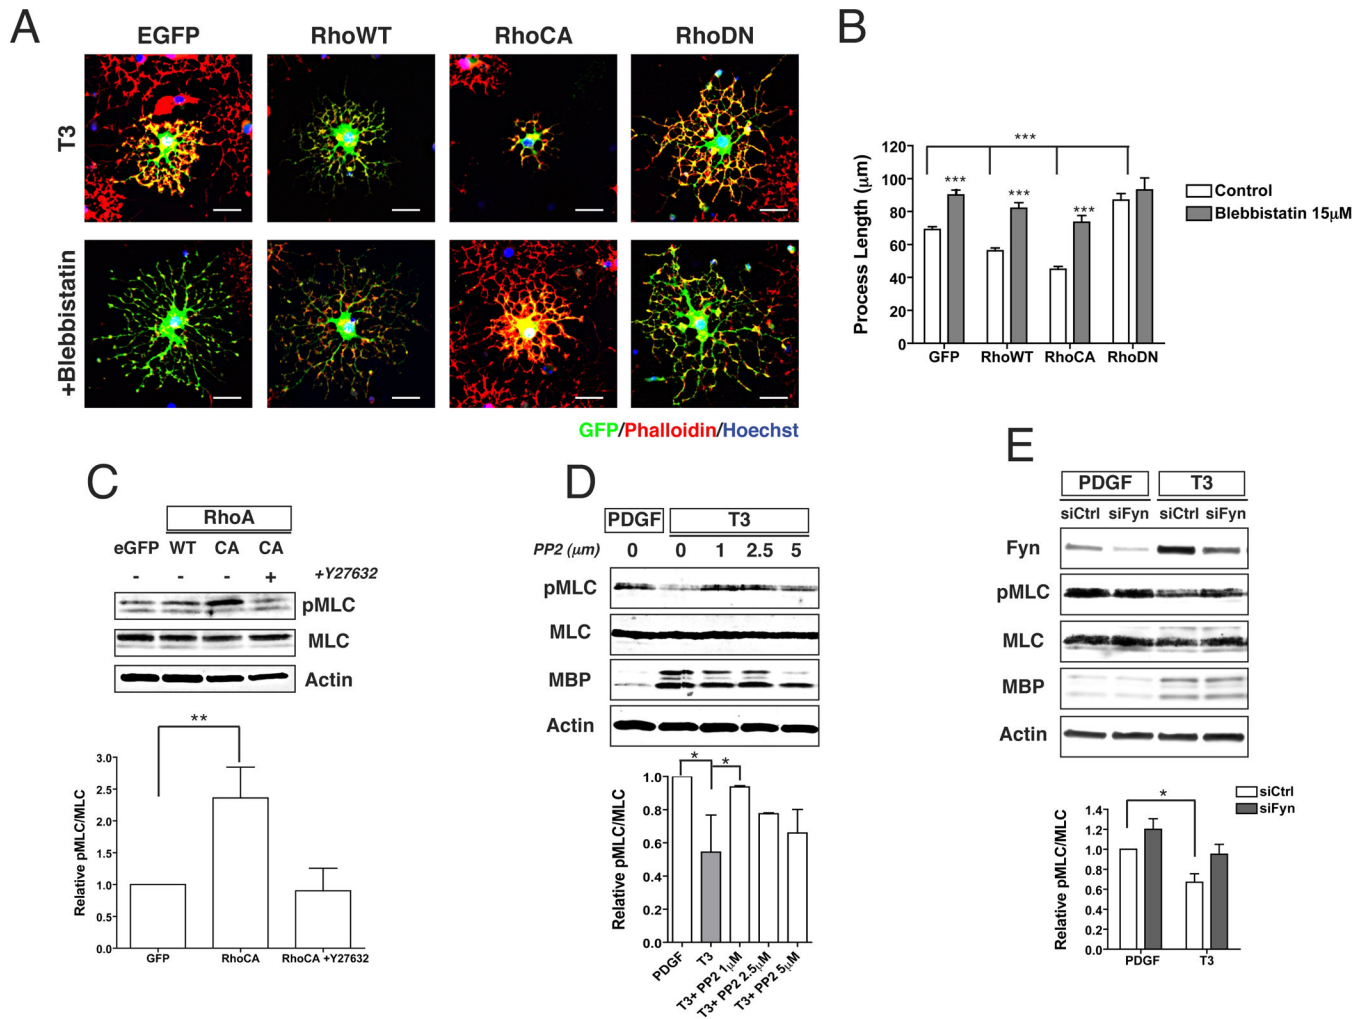 A
EGFP RhoWT RhoCA RhoDN
T3
+Blebbistatin
GFP/Phalloidin/Hoechst
B
***
*** *** ***
Process Length (μm)
120
100
80
60
40
20
0
GFP RhoWT RhoCA RhoDN
Control
Blebbistatin 15μM
C
RhoA
eGFP WT CA CA
- - - + +Y27632
pMLC
MLC
Actin
**
Relative pMLC/MLC
3.0
2.5
2.0
1.5
1.0
0.5
0.0
GFP RhoCA RhoCA +Y27632
D
PDGF T3
PP2 (μm) 0 0 1 2.5 5
pMLC
MLC
MBP
Actin
* *
Relative pMLC/MLC
1.0
0.8
0.6
0.4
0.2
0.0
PDGF
T3
T3+ PP2 1μM
T3+ PP2 2.5μM
T3+ PP2 5μM
E
PDGF T3
siCtrl siFyn siCtrl siFyn
Fyn
pMLC
MLC
MBP
Actin
siCtrl
siFyn
*
Relative pMLC/MLC
1.4
1.2
1.0
0.8
0.6
0.4
0.2
0.0
PDGF T3